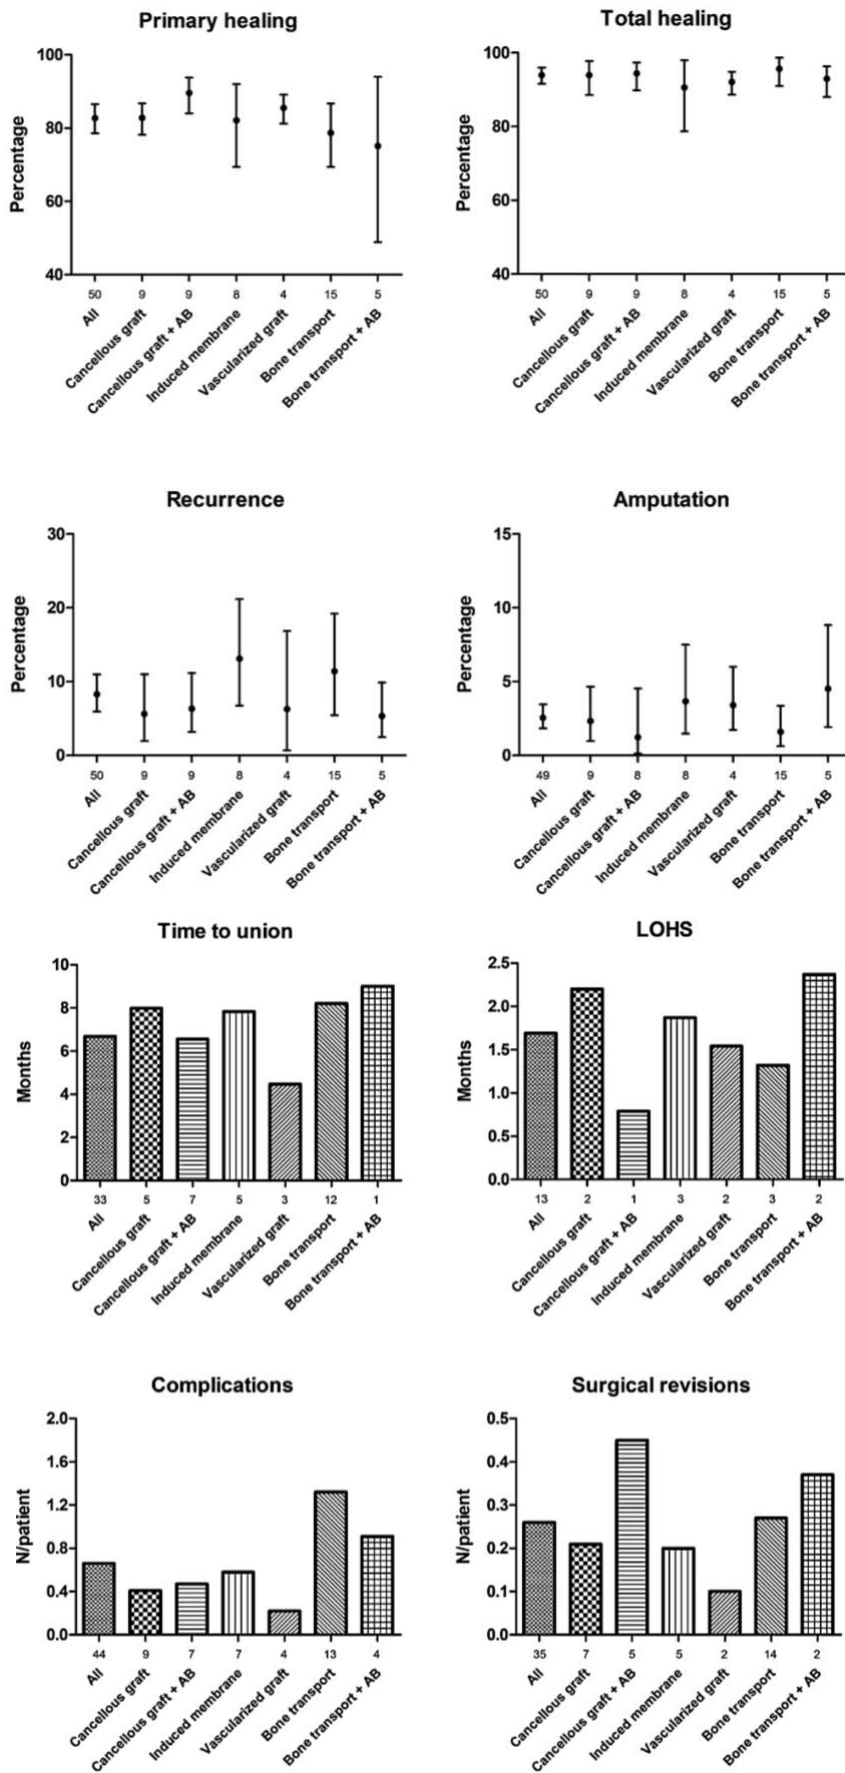 Primary healing
Percentage
100
80
60
40
50 9 9 8 4 15 5
All
Cancellous graft
Cancellous graft + AB
Induced membrane
Vascularized graft
Bone transport
Bone transport + AB
Total healing
Percentage
100
80
60
40
50 9 9 8 4 15 5
All
Cancellous graft
Cancellous graft + AB
Induced membrane
Vascularized graft
Bone transport
Bone transport + AB
Recurrence
Percentage
30
20
10
0
50 9 9 8 4 15 5
All
Cancellous graft
Cancellous graft + AB
Induced membrane
Vascularized graft
Bone transport
Bone transport + AB
Amputation
Percentage
15
10
5
0
49 9 8 8 4 15 5
All
Cancellous graft
Cancellous graft + AB
Induced membrane
Vascularized graft
Bone transport
Bone transport + AB
Time to union
Months
10
8
6
4
2
0
33 5 7 5 3 12 1
All
Cancellous graft
Cancellous graft + AB
Induced membrane
Vascularized graft
Bone transport
Bone transport + AB
LOHS
Months
2.5
2.0
1.5
1.0
0.5
0.0
13 2 1 3 2 3 2
All
Cancellous graft
Cancellous graft + AB
Induced membrane
Vascularized graft
Bone transport
Bone transport + AB
Complications
N/patient
2.0
1.6
1.2
0.8
0.4
0.0
44 9 7 7 4 13 4
All
Cancellous graft
Cancellous graft + AB
Induced membrane
Vascularized graft
Bone transport
Bone transport + AB
Surgical revisions
N/patient
0.5
0.4
0.3
0.2
0.1
0.0
35 7 5 5 2 14 2
All
Cancellous graft
Cancellous graft + AB
Induced membrane
Vascularized graft
Bone transport
Bone transport + AB